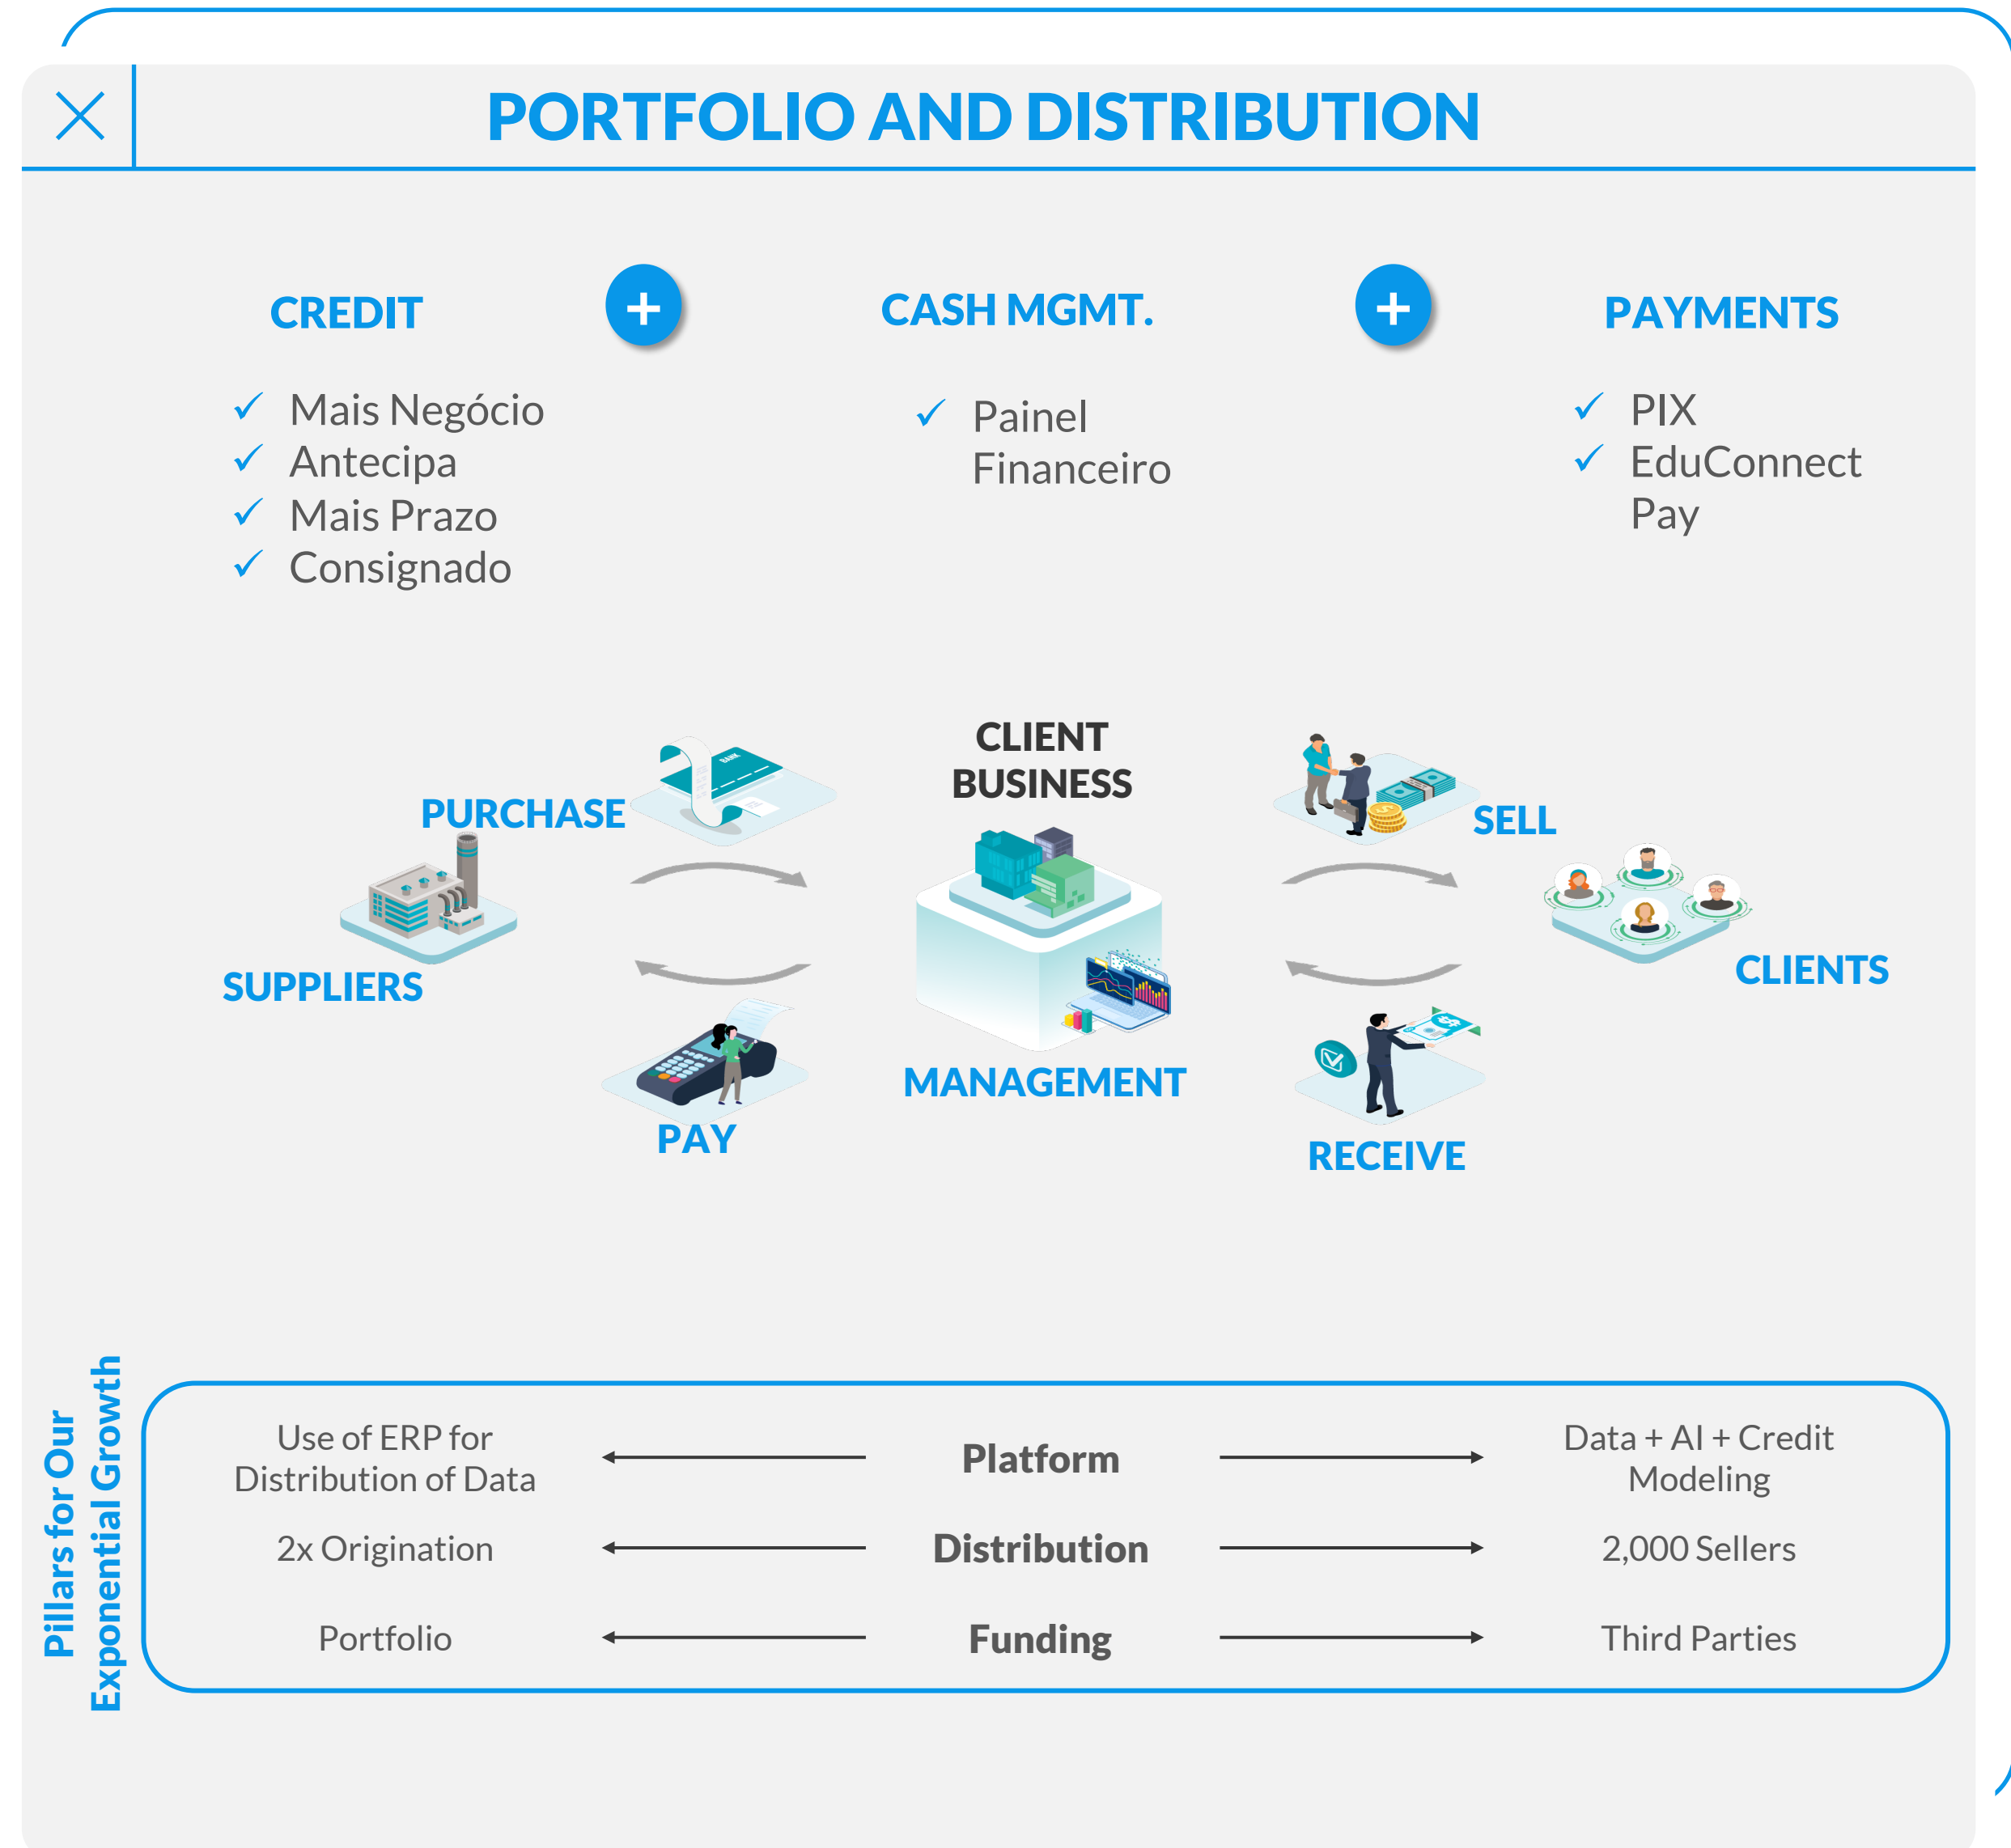 PORTFOLIO AND DISTRIBUTION
CREDIT
+
CASH MGMT.
+
PAYMENTS
✓ Mais Negócio
✓ Antecipa
✓ Mais Prazo
✓ Consignado
✓ Painel
Financeiro
✓ PIX
✓ EduConnect
Pay
CLIENT
BUSINESS
PURCHASE
BANK
SELL
SUPPLIERS
CLIENTS
MANAGEMENT
PAY
RECEIVE
Pillars for Our
Exponential Growth
Use of ERP for
Distribution of Data
Platform
Data + AI + Credit
Modeling
2x Origination
Distribution
2,000 Sellers
Portfolio
Funding
Third Parties